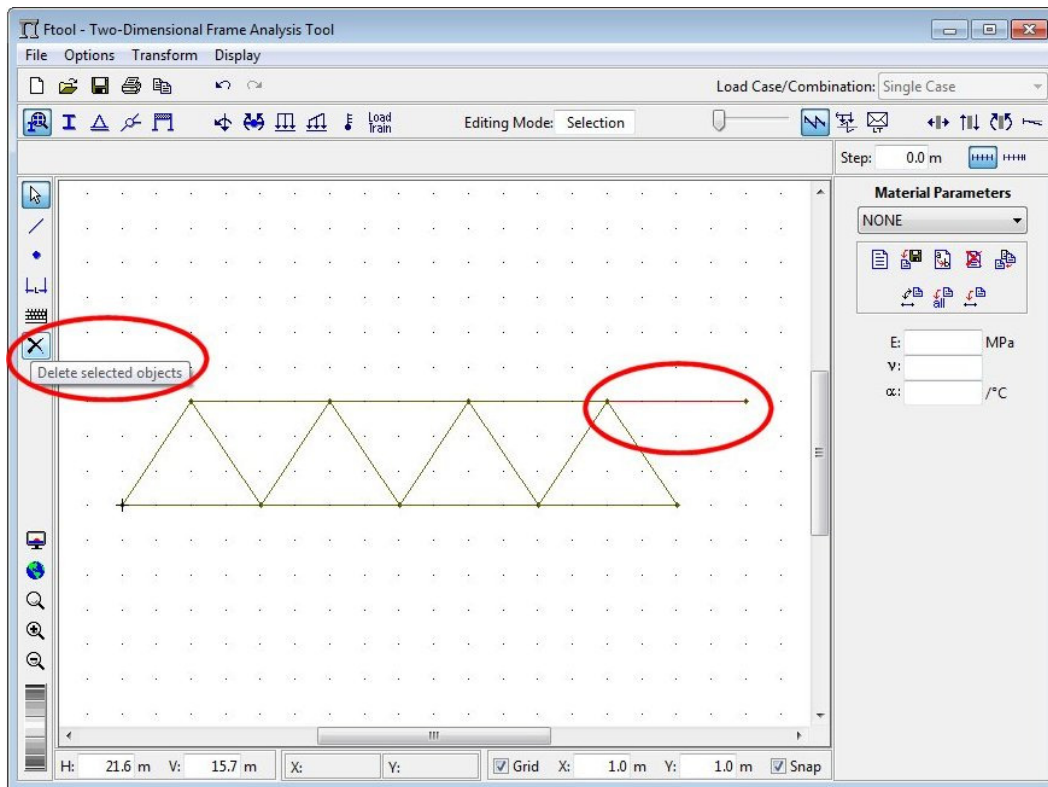 Ftool - Two-Dimensional Frame Analysis Tool
File Options Transform Display
Load Case/Combination: Single Case
Load Train Editing Mode: Selection
Step: 0.0 m
Material Parameters
NONE
all
E: MPa
ν:
α: /°C
Delete selected objects
H: 21.6 m V: 15.7 m X: Y: Grid X: 1.0 m Y: 1.0 m Snap